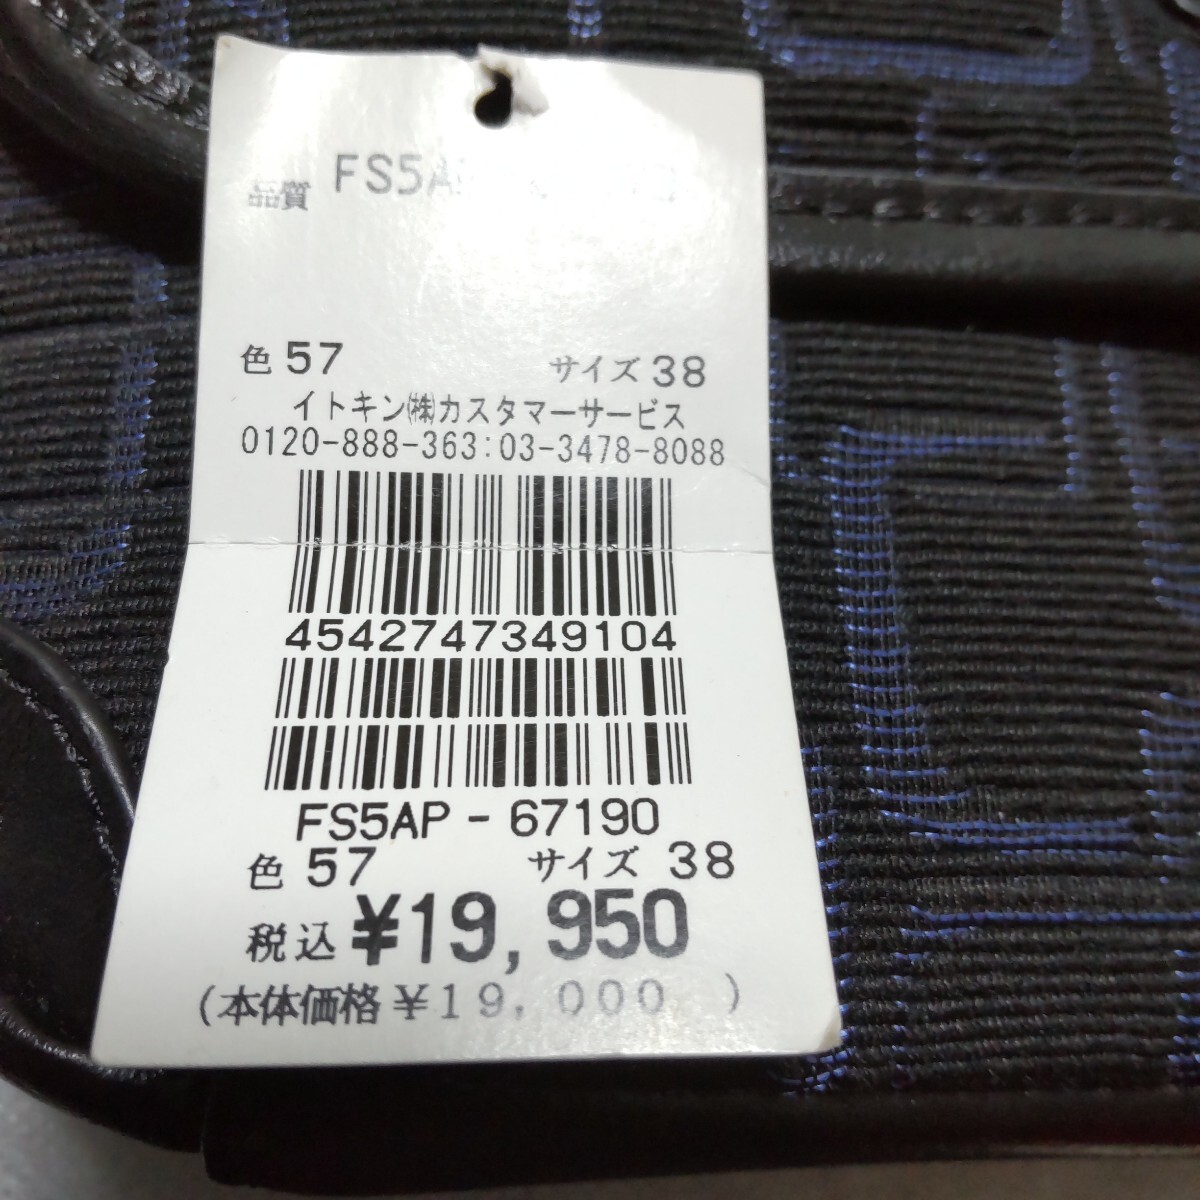 品質 FS5AP
色 57 サイズ 38
イトキン㈱カスタマーサービス
0120-888-363:03-3478-8088
4542747349104
FS5AP - 67190
色 57 サイズ 38
税込 ¥19,950
(本体価格 ¥19,000 )